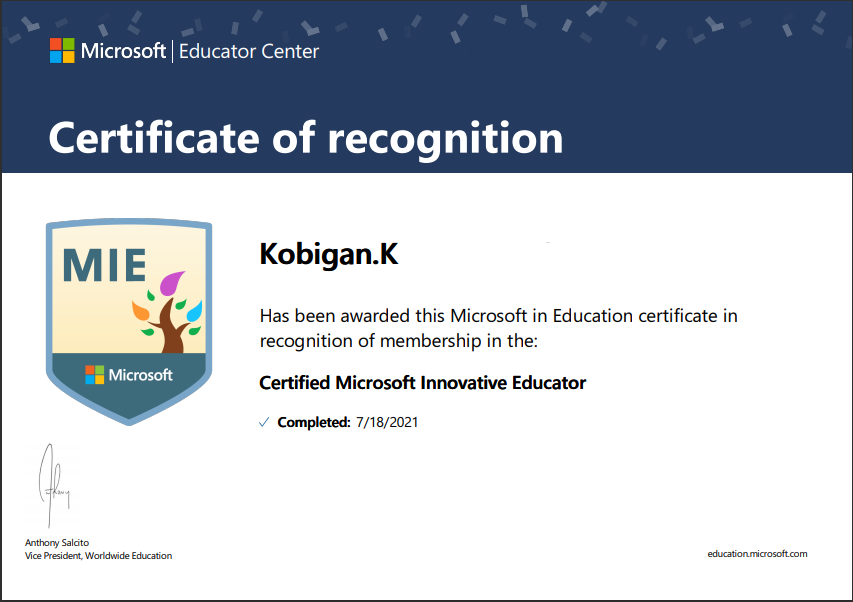 Microsoft | Educator Center
Certificate of recognition
MIE
Microsoft
Kobigan.K
Has been awarded this Microsoft in Education certificate in
recognition of membership in the:
Certified Microsoft Innovative Educator
✓ Completed: 7/18/2021
Anthony Salcito
Vice President, Worldwide Education
education.microsoft.com